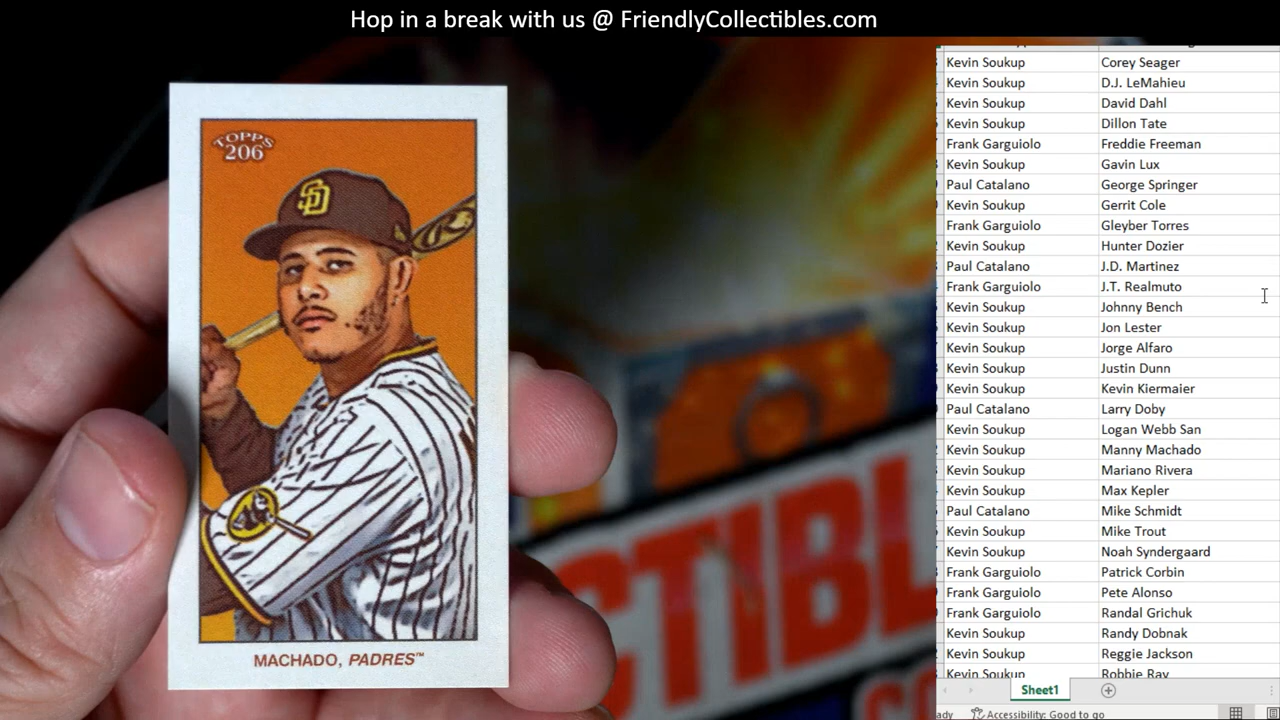 Hop in a break with us @ FriendlyCollectibles.com
TOPPS
206
SD
MACHADO, PADRES™
CTIBL
Kevin Soukup Corey Seager
Kevin Soukup D.J. LeMahieu
Kevin Soukup David Dahl
Kevin Soukup Dillon Tate
Frank Garguiolo Freddie Freeman
Kevin Soukup Gavin Lux
Paul Catalano George Springer
Kevin Soukup Gerrit Cole
Frank Garguiolo Gleyber Torres
Kevin Soukup Hunter Dozier
Paul Catalano J.D. Martinez
Frank Garguiolo J.T. Realmuto
Kevin Soukup Johnny Bench
Kevin Soukup Jon Lester
Kevin Soukup Jorge Alfaro
Kevin Soukup Justin Dunn
Kevin Soukup Kevin Kiermaier
Paul Catalano Larry Doby
Kevin Soukup Logan Webb San
Kevin Soukup Manny Machado
Kevin Soukup Mariano Rivera
Kevin Soukup Max Kepler
Paul Catalano Mike Schmidt
Kevin Soukup Mike Trout
Kevin Soukup Noah Syndergaard
Frank Garguiolo Patrick Corbin
Frank Garguiolo Pete Alonso
Frank Garguiolo Randal Grichuk
Kevin Soukup Randy Dobnak
Kevin Soukup Reggie Jackson
Kevin Soukup Robbie Ray
Sheet1
ady Accessibility: Good to go